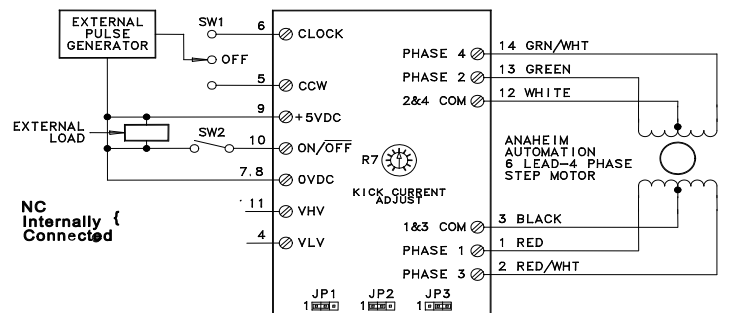 EXTERNAL
PULSE
GENERATOR
SW1
OFF
6 CLOCK
5 CCW
9 +5VDC
EXTERNAL
LOAD
SW2
10 ON/OFF
7.8 0VDC
NC
Internally {
Connected
11 VHV
4 VLV
R7
KICK CURRENT
ADJUST
JP1
1
JP2
1
JP3
1
PHASE 4 14 GRN/WHT
PHASE 2 13 GREEN
2&4 COM 12 WHITE
ANAHEIM
AUTOMATION
6 LEAD-4 PHASE
STEP MOTOR
1&3 COM 3 BLACK
PHASE 1 1 RED
PHASE 3 2 RED/WHT